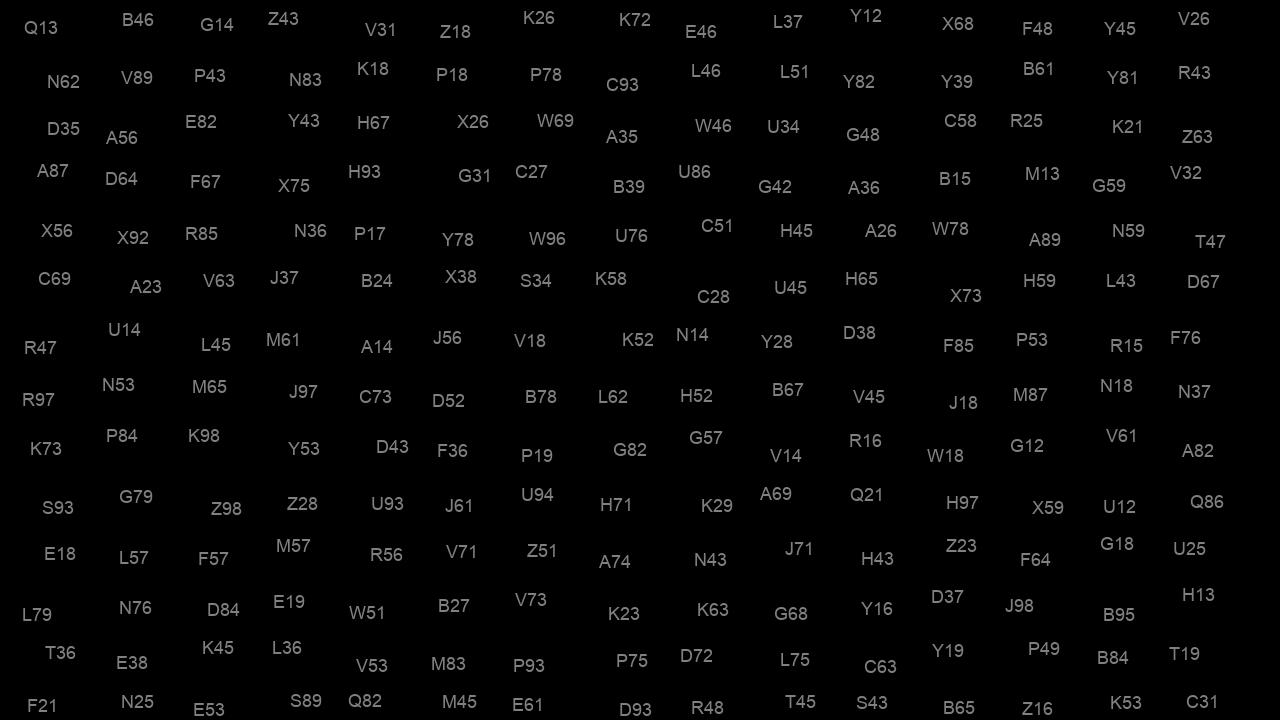 Q13 B46 G14 Z43 V31 Z18 K26 K72 E46 L37 Y12 X68 F48 Y45 V26
N62 V89 P43 N83 K18 P18 P78 C93 L46 L51 Y82 Y39 B61 Y81 R43
D35 A56 E82 Y43 H67 X26 W69 A35 W46 U34 G48 C58 R25 K21 Z63
A87 D64 F67 X75 H93 G31 C27 B39 U86 G42 A36 B15 M13 G59 V32
X56 X92 R85 N36 P17 Y78 W96 U76 C51 H45 A26 W78 A89 N59 T47
C69 A23 V63 J37 B24 X38 S34 K58 C28 U45 H65 X73 H59 L43 D67
R47 U14 L45 M61 A14 J56 V18 K52 N14 Y28 D38 F85 P53 R15 F76
R97 N53 M65 J97 C73 D52 B78 L62 H52 B67 V45 J18 M87 N18 N37
K73 P84 K98 Y53 D43 F36 P19 G82 G57 V14 R16 W18 G12 V61 A82
S93 G79 Z98 Z28 U93 J61 U94 H71 K29 A69 Q21 H97 X59 U12 Q86
E18 L57 F57 M57 R56 V71 Z51 A74 N43 J71 H43 Z23 F64 G18 U25
L79 N76 D84 E19 W51 B27 V73 K23 K63 G68 Y16 D37 J98 B95 H13
T36 E38 K45 L36 V53 M83 P93 P75 D72 L75 C63 Y19 P49 B84 T19
F21 N25 E53 S89 Q82 M45 E61 D93 R48 T45 S43 B65 Z16 K53 C31